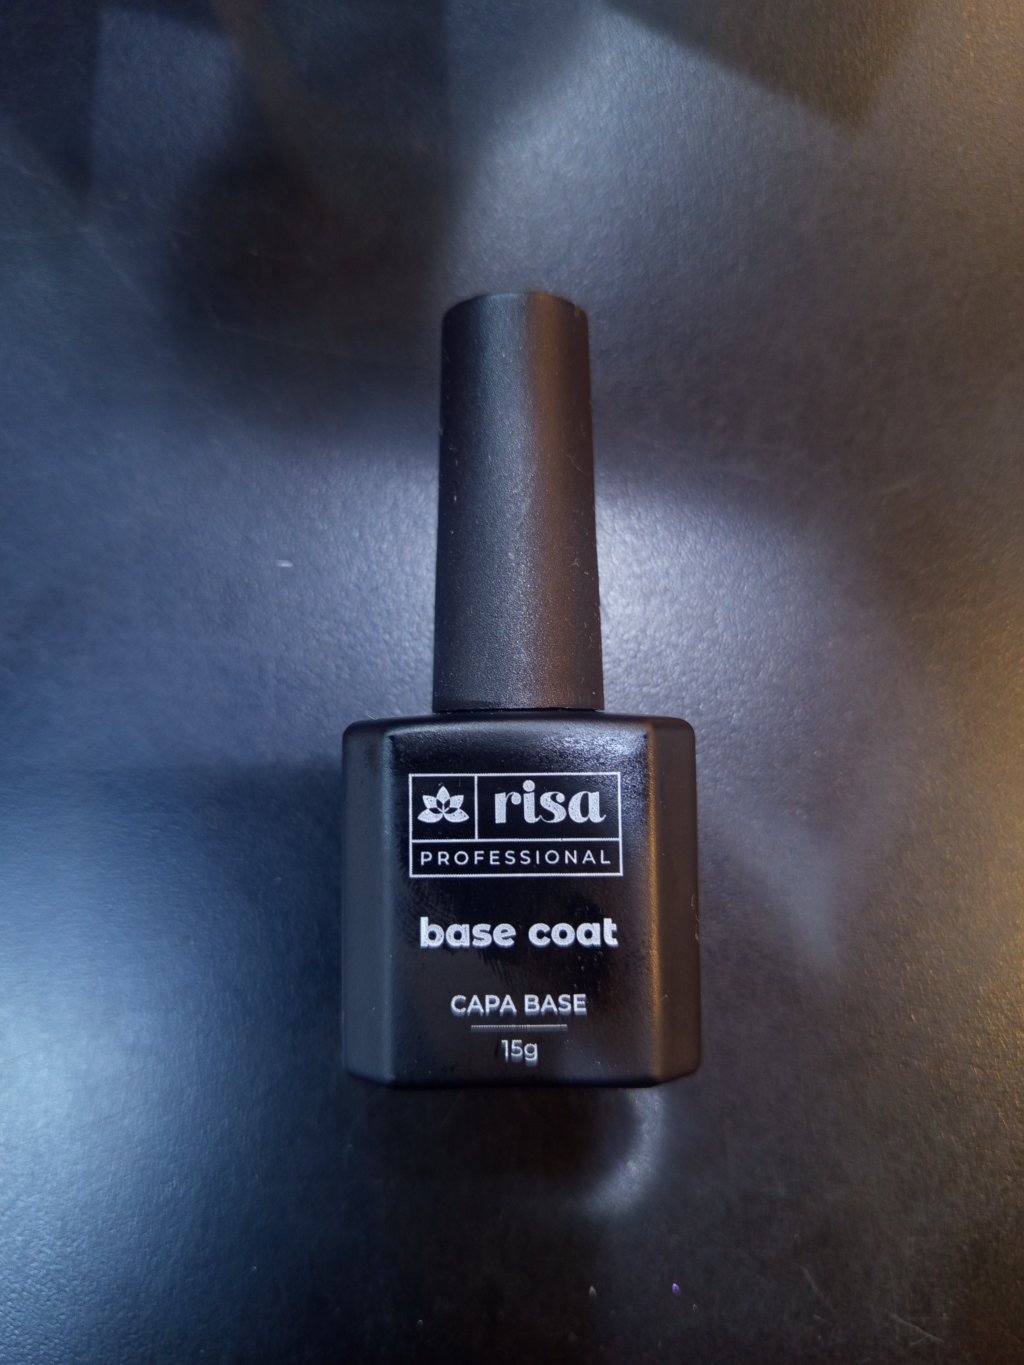 risa
PROFESSIONAL
base coat
CAPA BASE
15g